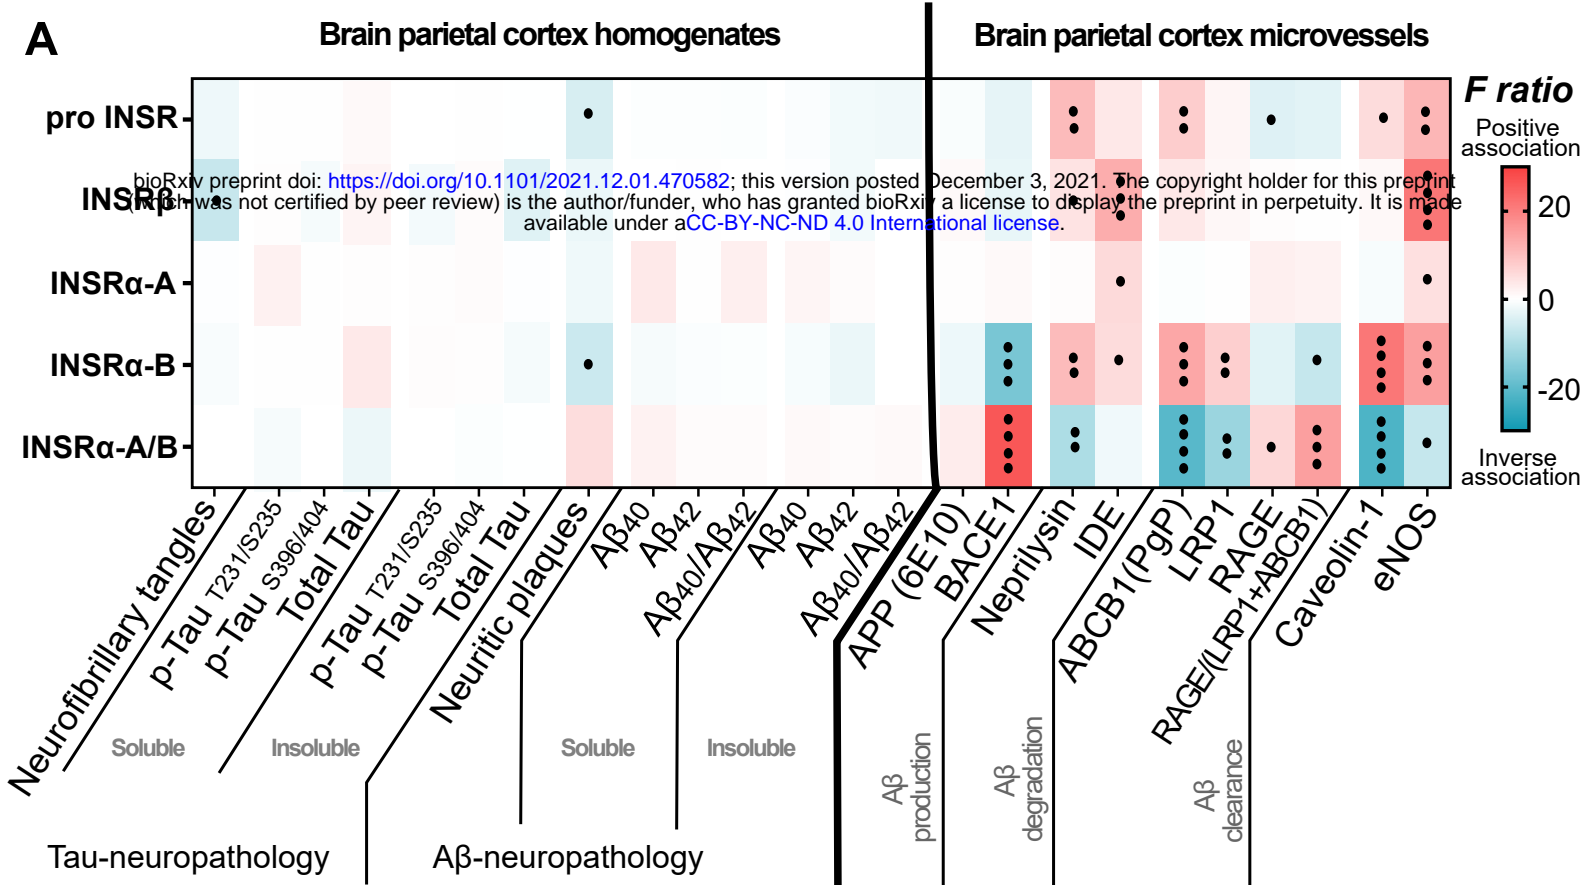 A
Brain parietal cortex homogenates
Brain parietal cortex microvessels
F ratio
Positive
association
20
0
-20
Inverse
association
pro INSR
INSRβ
INSRα-A
INSRα-B
INSRα-A/B
bioRxiv preprint doi: https://doi.org/10.1101/2021.12.01.470582; this version posted December 3, 2021. The copyright holder for this preprint
(which was not certified by peer review) is the author/funder, who has granted bioRxiv a license to display the preprint in perpetuity. It is made
available under aCC-BY-NC-ND 4.0 International license.
Neurofibrillary tangles
p-Tau T231/S235
p-Tau S396/404
Total Tau
p-Tau T231/S235
p-Tau S396/404
Total Tau
Neuritic plaques
Aβ40
Aβ42
Aβ40/Aβ42
Aβ40
Aβ42
Aβ40/Aβ42
APP (6E10)
BACE1
Neprilysin
IDE
ABCB1(PgP)
LRP1
RAGE
RAGE/(LRP1+ABCB1)
Caveolin-1
eNOS
Soluble
Insoluble
Soluble
Insoluble
Aβ
production
Aβ
degradation
Aβ
clearance
Tau-neuropathology
Aβ-neuropathology